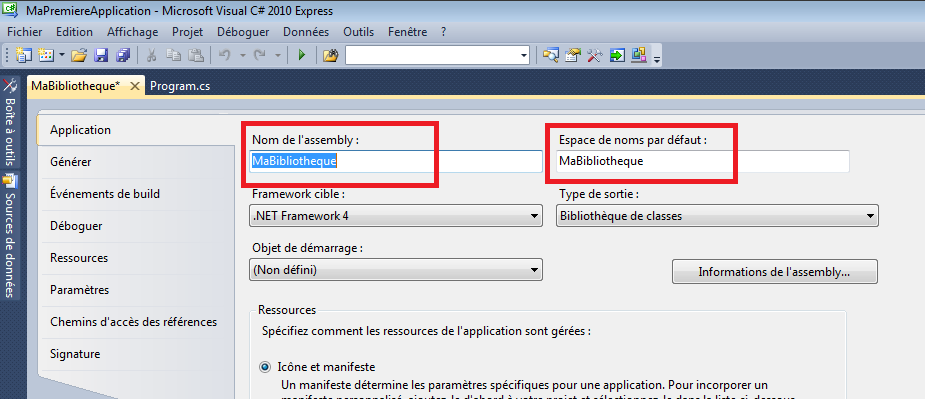 MaPremiereApplication - Microsoft Visual C# 2010 Express
Fichier Edition Affichage Projet Déboguer Données Outils Fenêtre ?
MaBibliotheque* Program.cs
Boîte à outils
Sources de données
Application
Générer
Événements de build
Déboguer
Ressources
Paramètres
Chemins d'accès des références
Signature
Nom de l'assembly : Espace de noms par défaut :
MaBibliotheque MaBibliotheque
Framework cible : Type de sortie :
.NET Framework 4 Bibliothèque de classes
Objet de démarrage :
(Non défini) Informations de l'assembly...
Ressources
Spécifiez comment les ressources de l'application sont gérées :
Icône et manifeste
Un manifeste détermine les paramètres spécifiques pour une application. Pour incorporer un